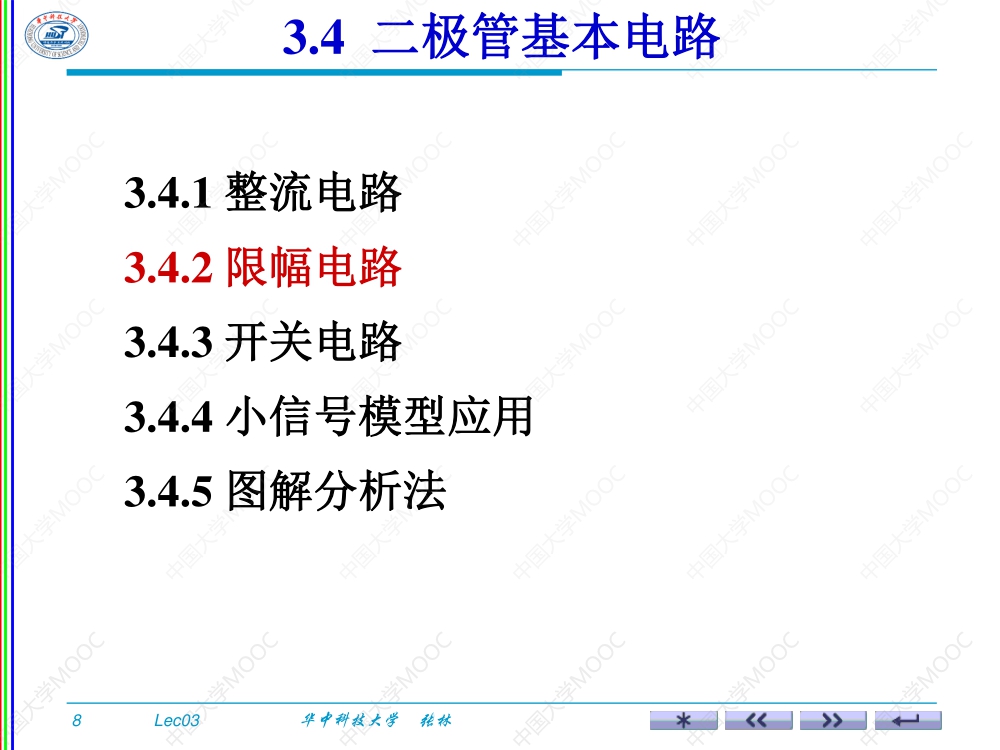 3.4 二极管基本电路
3.4.1 整流电路
3.4.2 限幅电路
3.4.3 开关电路
3.4.4 小信号模型应用
3.4.5 图解分析法
8 Lec03 华中科技大学 张林
中国大学MOOC